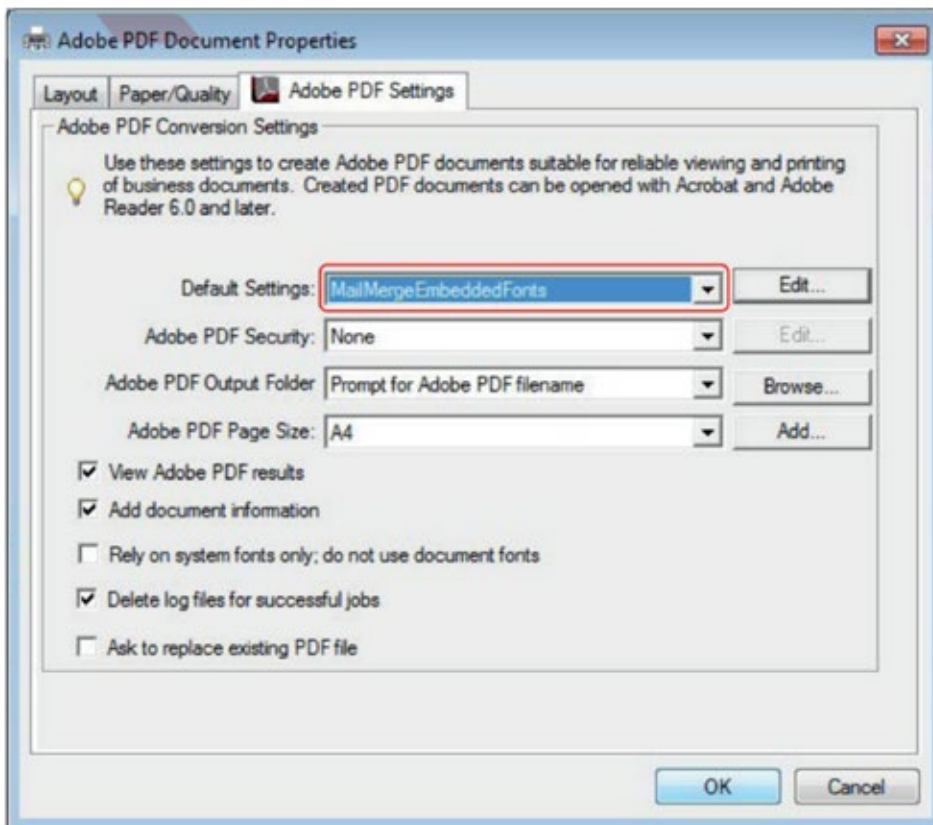 Adobe PDF Document Properties
Layout Paper/Quality Adobe PDF Settings
Adobe PDF Conversion Settings
Use these settings to create Adobe PDF documents suitable for reliable viewing and printing
of business documents. Created PDF documents can be opened with Acrobat and Adobe
Reader 6.0 and later.
Default Settings: MailMergeEmbeddedFonts Edit...
Adobe PDF Security: None Edit...
Adobe PDF Output Folder Prompt for Adobe PDF filename Browse...
Adobe PDF Page Size: A4 Add...
View Adobe PDF results
Add document information
Rely on system fonts only; do not use document fonts
Delete log files for successful jobs
Ask to replace existing PDF file
OK Cancel